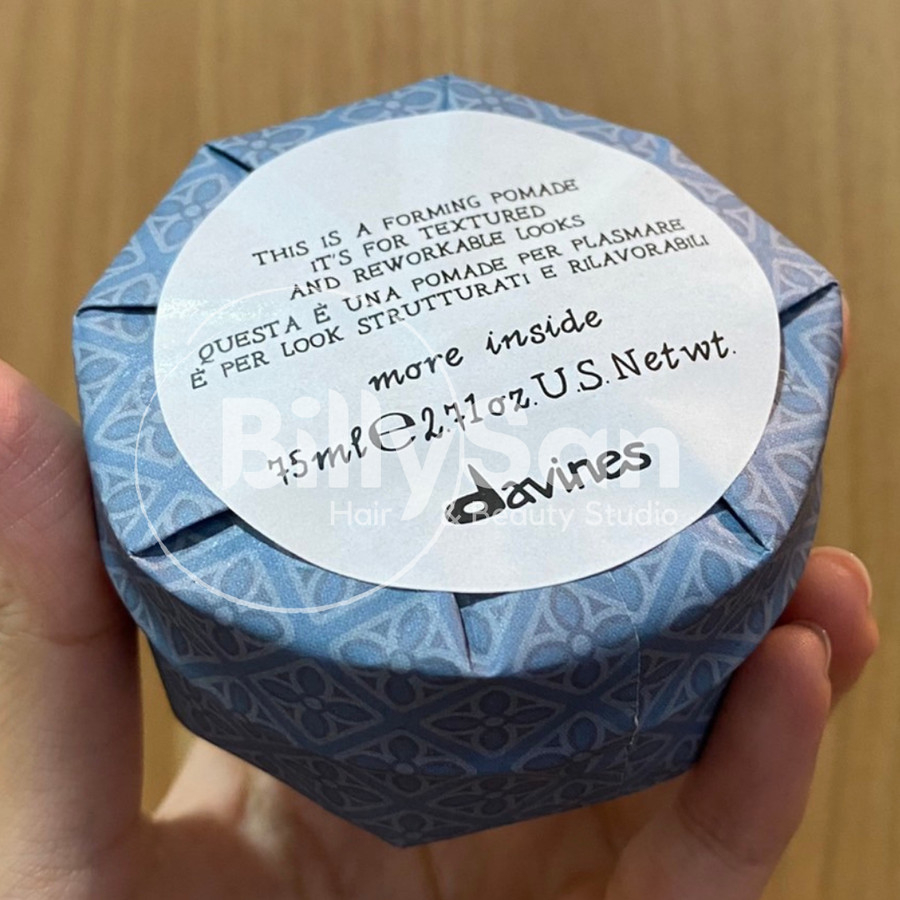 THIS IS A FORMING POMADE
IT'S FOR TEXTURED
AND REWORKABLE LOOKS
QUESTA È UNA POMADE PER PLASMARE
È PER LOOK STRUTTURATI E RILAVORABILI
more inside
75ml e 2.71oz.U.S.Netwt.
davines
BillySan
Hair & Beauty Studio